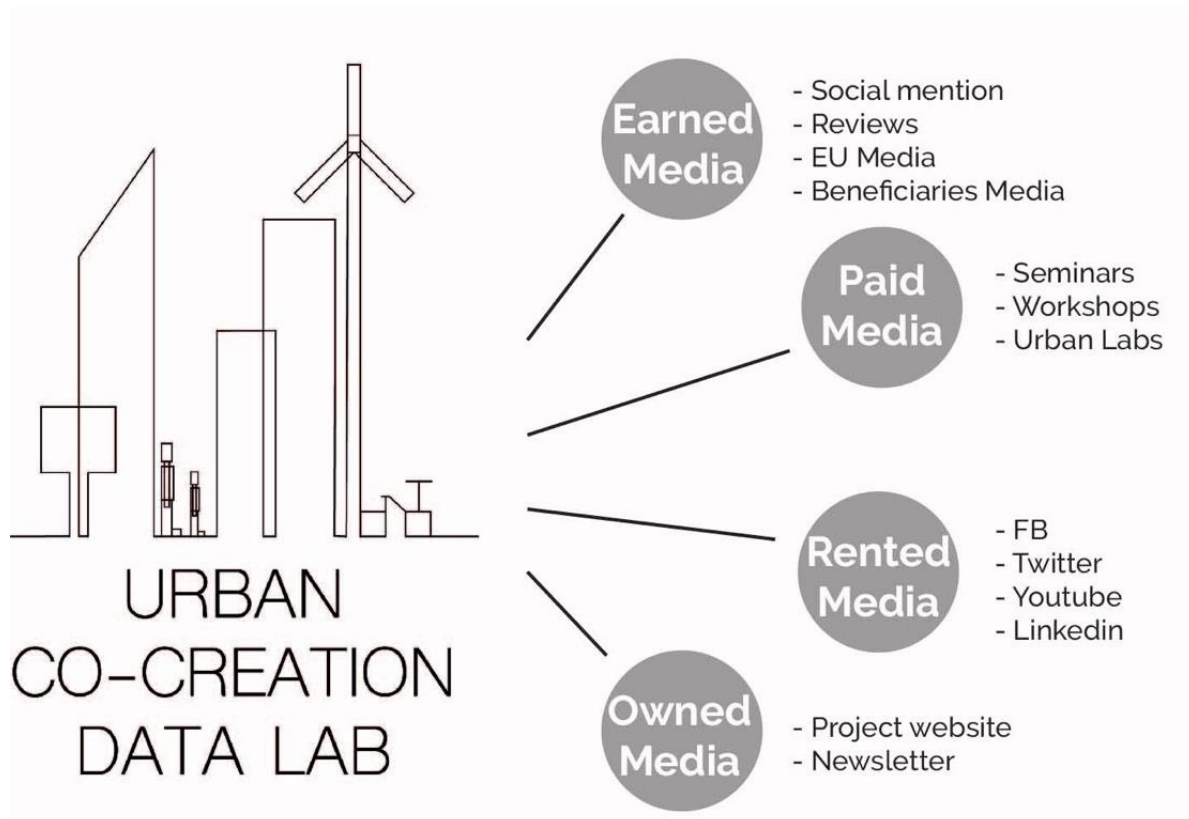 URBAN
CO-CREATION
DATA LAB
Earned
Media
- Social mention
- Reviews
- EU Media
- Beneficiaries Media
Paid
Media
- Seminars
- Workshops
- Urban Labs
Rented
Media
- FB
- Twitter
- Youtube
- Linkedin
Owned
Media
- Project website
- Newsletter